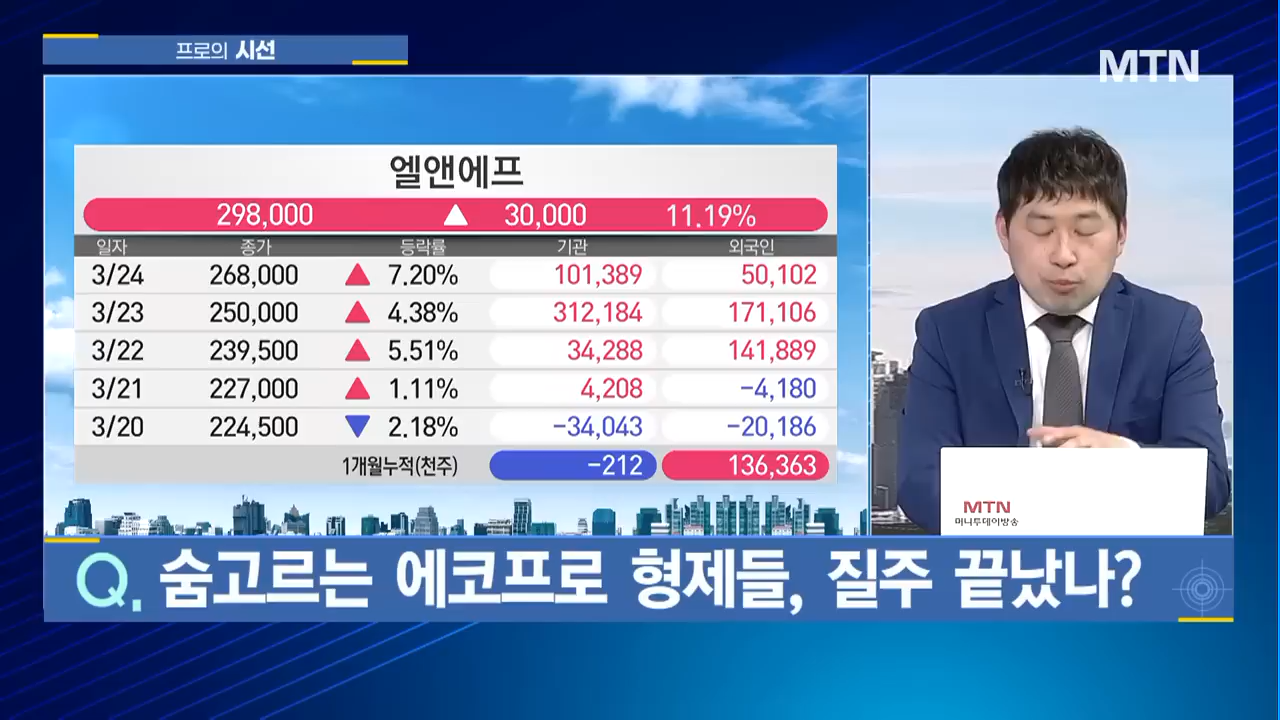 프로의 시선
MTN
엘앤에프
298,000 ▲ 30,000 11.19%
일자 종가 등락률 기관 외국인
3/24 268,000 ▲ 7.20% 101,389 50,102
3/23 250,000 ▲ 4.38% 312,184 171,106
3/22 239,500 ▲ 5.51% 34,288 141,889
3/21 227,000 ▲ 1.11% 4,208 -4,180
3/20 224,500 ▼ 2.18% -34,043 -20,186
1개월누적(천주) -212 136,363
MTN
머니투데이방송
Q. 숨고르는 에코프로 형제들, 질주 끝났나?